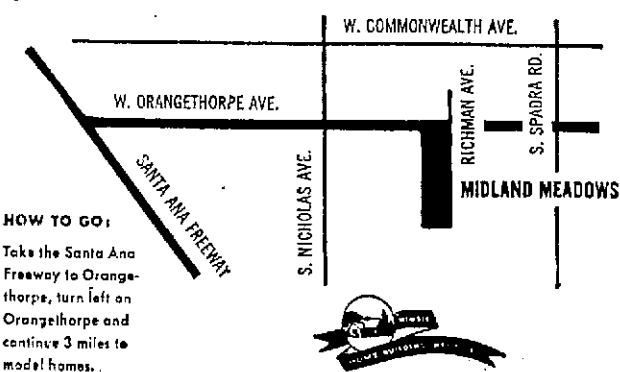 W. COMMONWEALTH AVE.
W. ORANGETHORPE AVE.
RICHMAN AVE.
S. SPADRA RD.
SANTA ANA FREEWAY
S. NICHOLAS AVE.
MIDLAND MEADOWS
HOW TO GO:
Take the Santa Ana
Freeway to Orange-
thorpe, turn left on
Orangethorpe and
continue 3 miles to
model homes.